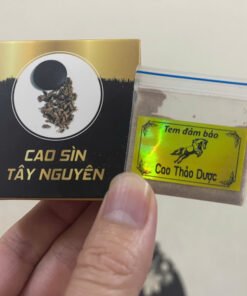 CAO SÌN
TÂY NGUYÊN
Tem đảm bảo
Cao Thảo Dược